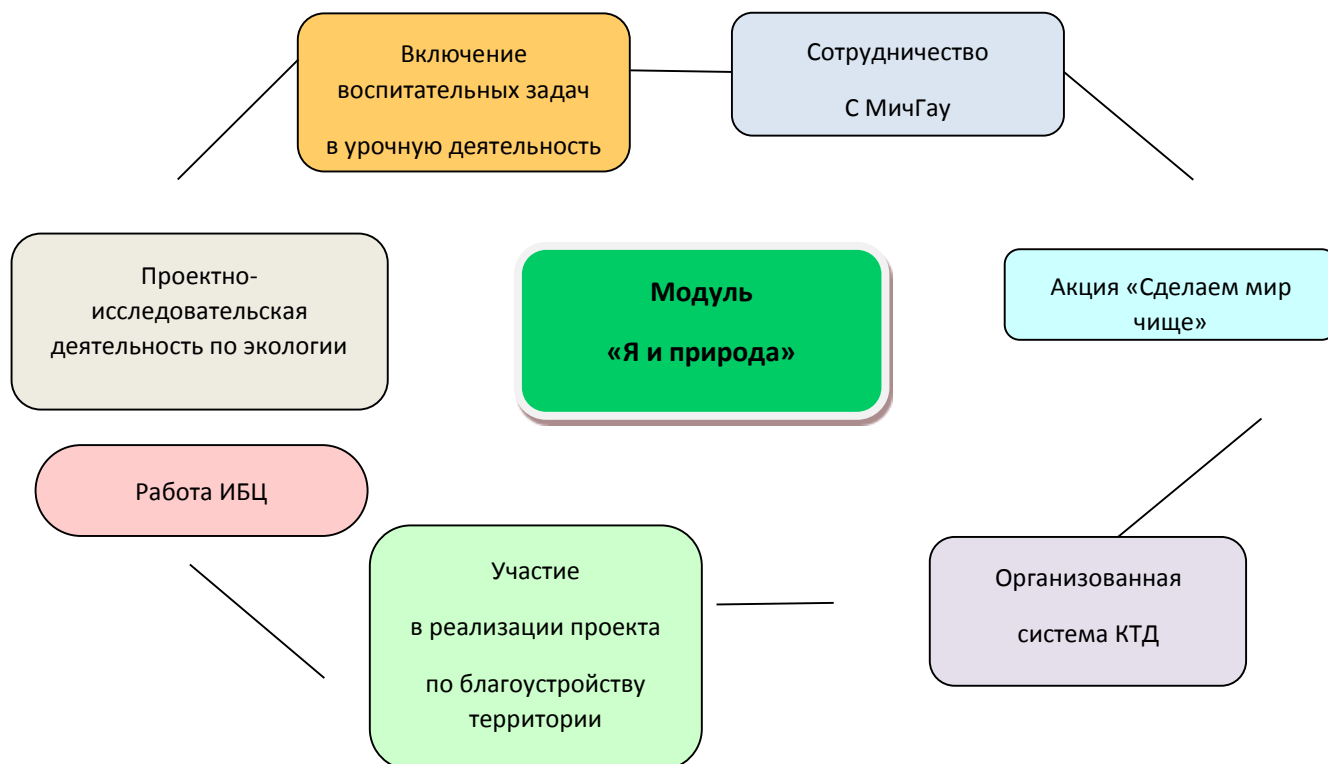 Включение
воспитательных задач
в урочную деятельность
Сотрудничество
С МичГау
Проектно-
исследовательская
деятельность по экологии
Модуль
«Я и природа»
Акция «Сделаем мир
чище»
Работа ИБЦ
Участие
в реализации проекта
по благоустройству
территории
Организованная
система КТД